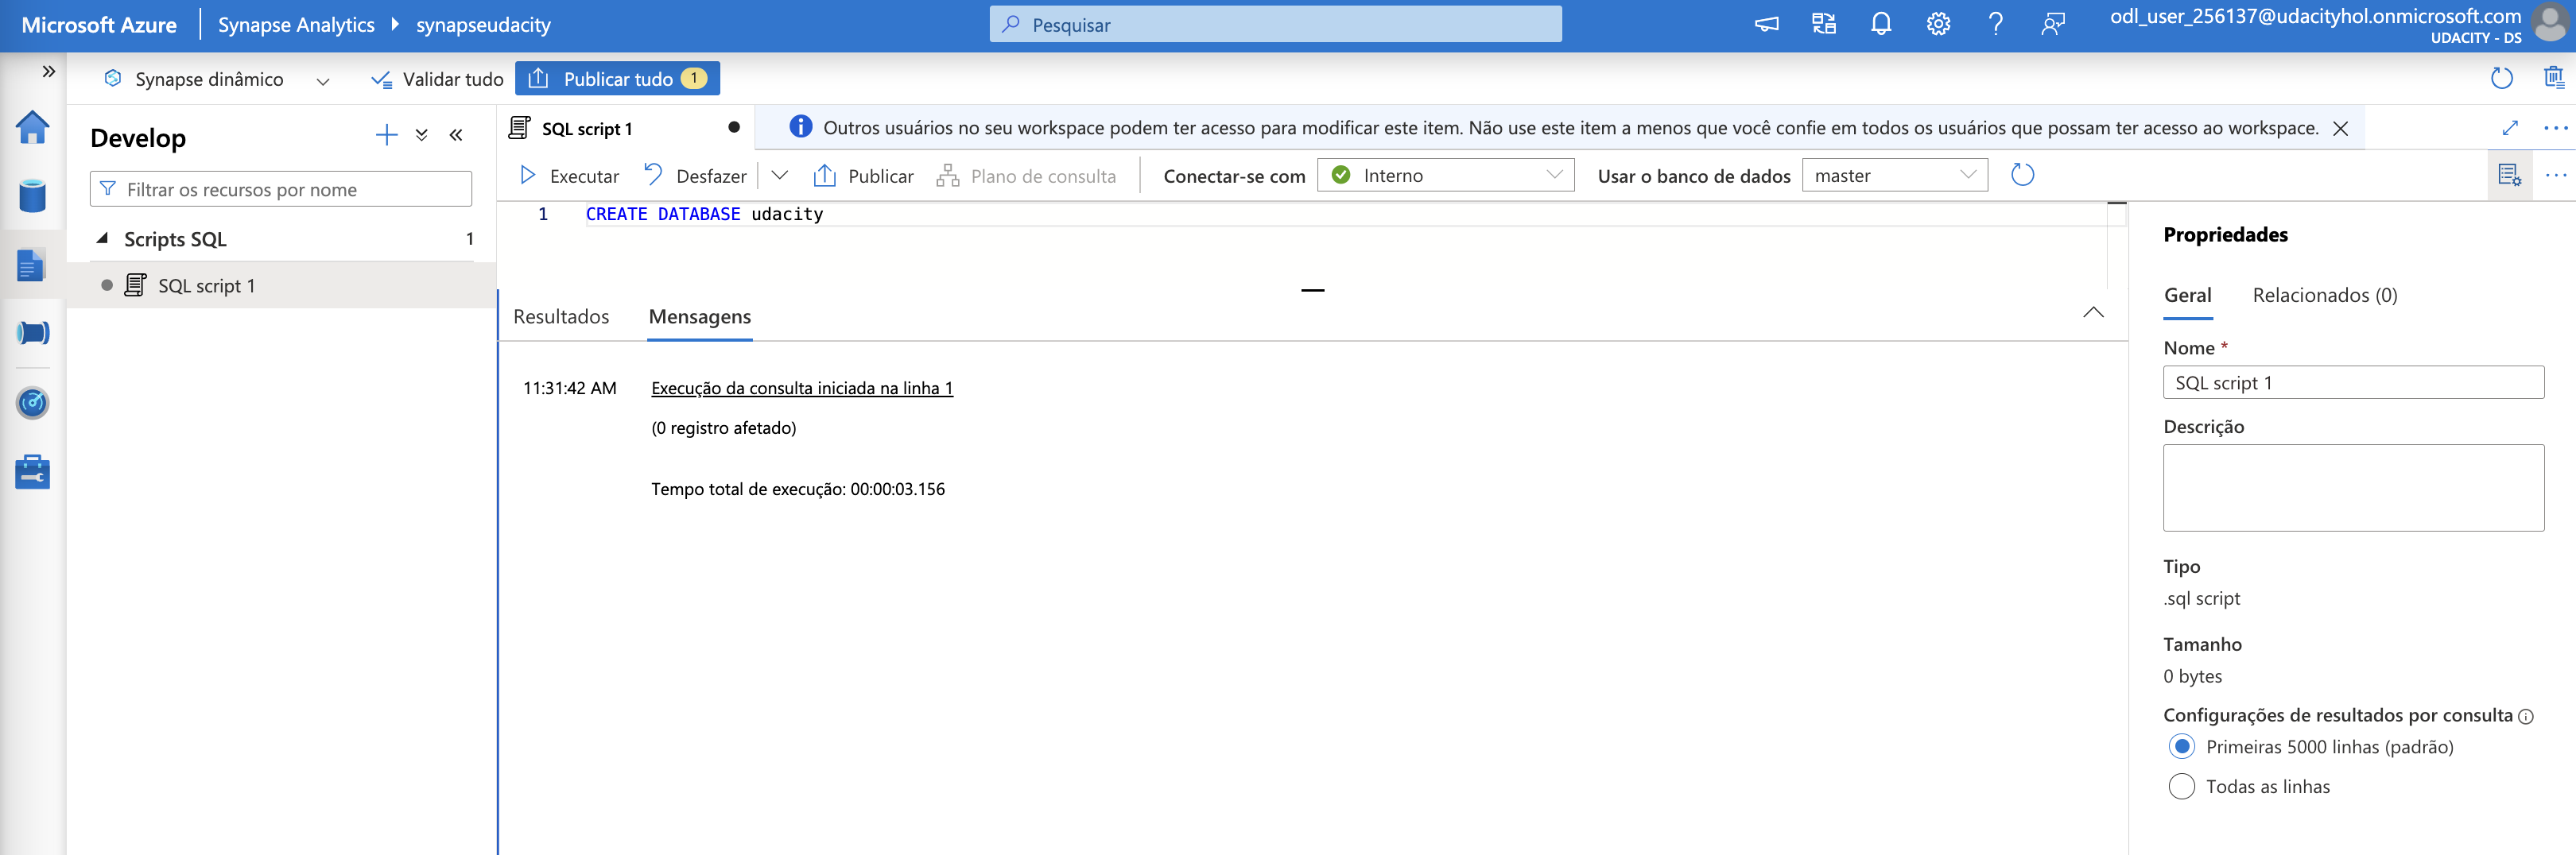 Microsoft Azure
Synapse Analytics
synapseudacity
Pesquisar
odl_user_256137@udacityhol.onmicrosoft.com
UDACITY - DS
Synapse dinâmico
Validar tudo
Publicar tudo 1
Develop
Filtrar os recursos por nome
Scripts SQL 1
SQL script 1
SQL script 1
Outros usuários no seu workspace podem ter acesso para modificar este item. Não use este item a menos que você confie em todos os usuários que possam ter acesso ao workspace.
Executar
Desfazer
Publicar
Plano de consulta
Conectar-se com
Interno
Usar o banco de dados
master
1 CREATE DATABASE udacity
Resultados
Mensagens
11:31:42 AM Execução da consulta iniciada na linha 1
(0 registro afetado)
Tempo total de execução: 00:00:03.156
Propriedades
Geral
Relacionados (0)
Nome *
SQL script 1
Descrição
Tipo
.sql script
Tamanho
0 bytes
Configurações de resultados por consulta
Primeiras 5000 linhas (padrão)
Todas as linhas